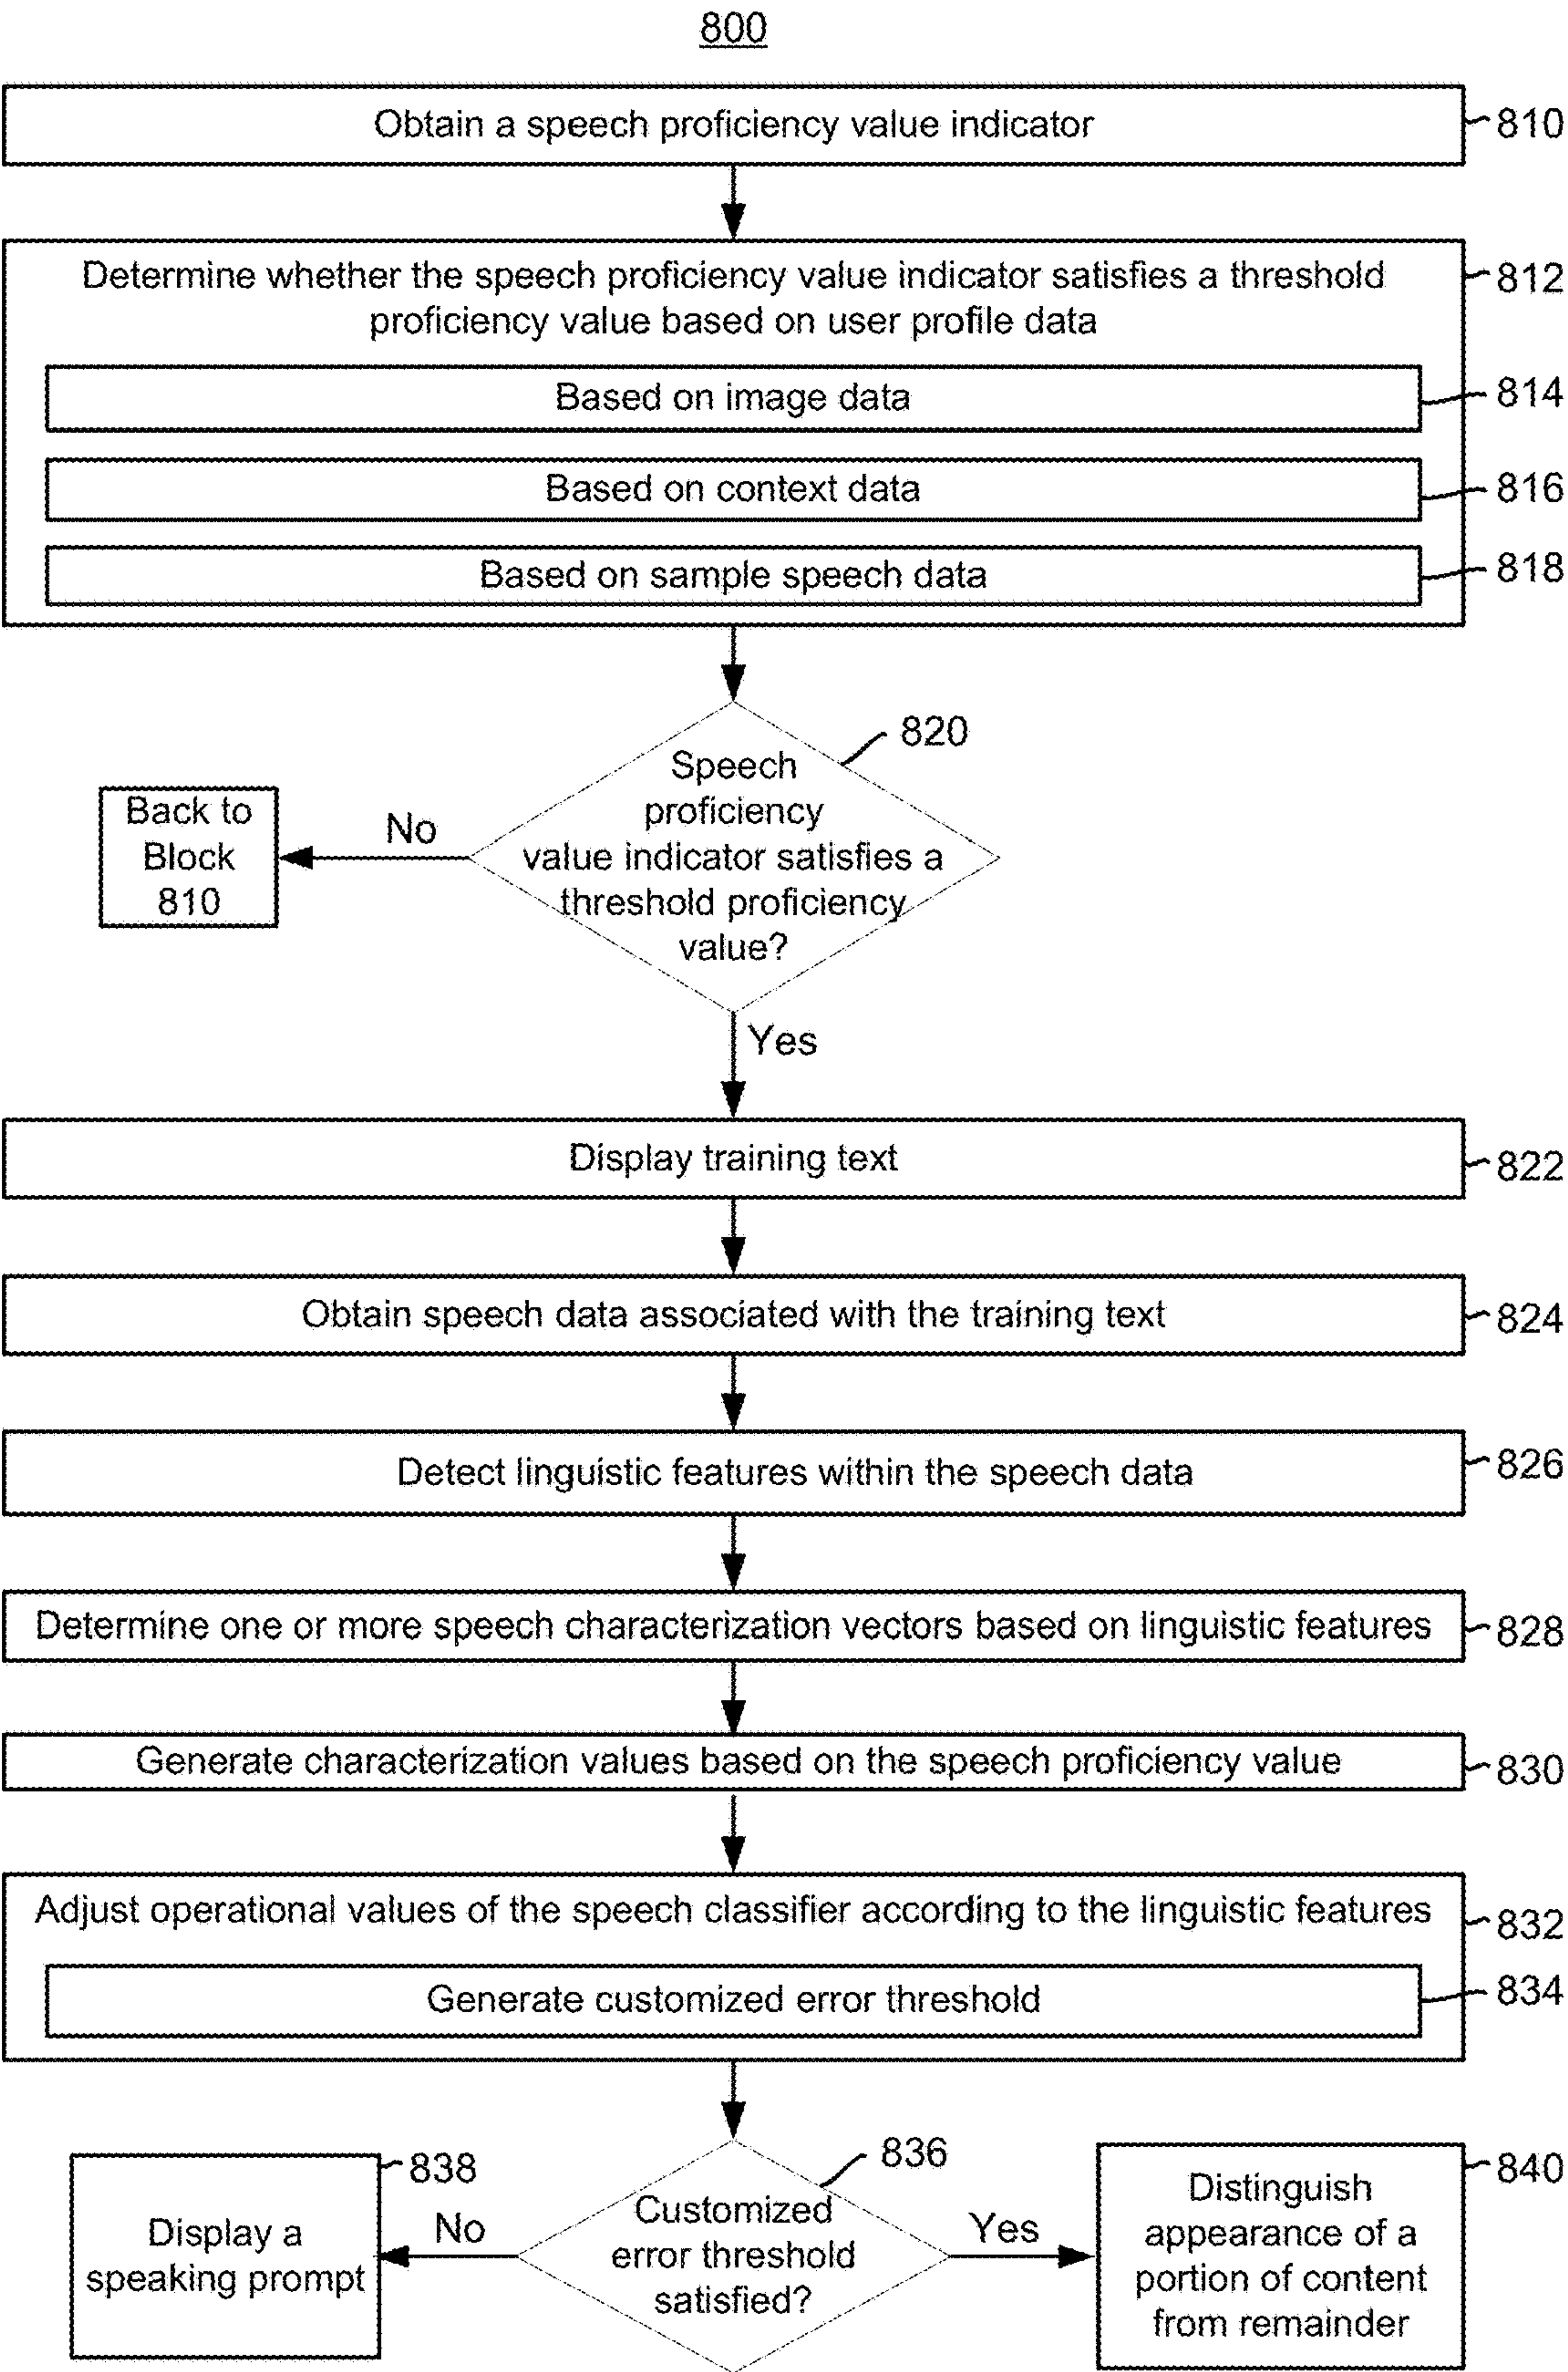 800
Obtain a speech proficiency value indicator
810
Determine whether the speech proficiency value indicator satisfies a threshold
proficiency value based on user profile data
812
Based on image data
814
Based on context data
816
Based on sample speech data
818
820
Speech
proficiency
value indicator satisfies a
threshold proficiency
value?
No
Back to
Block
810
Yes
Display training text
822
Obtain speech data associated with the training text
824
Detect linguistic features within the speech data
826
Determine one or more speech characterization vectors based on linguistic features
828
Generate characterization values based on the speech proficiency value
830
Adjust operational values of the speech classifier according to the linguistic features
832
Generate customized error threshold
834
836
Customized
error threshold
satisfied?
No
838
Display a
speaking prompt
Yes
840
Distinguish
appearance of a
portion of content
from remainder